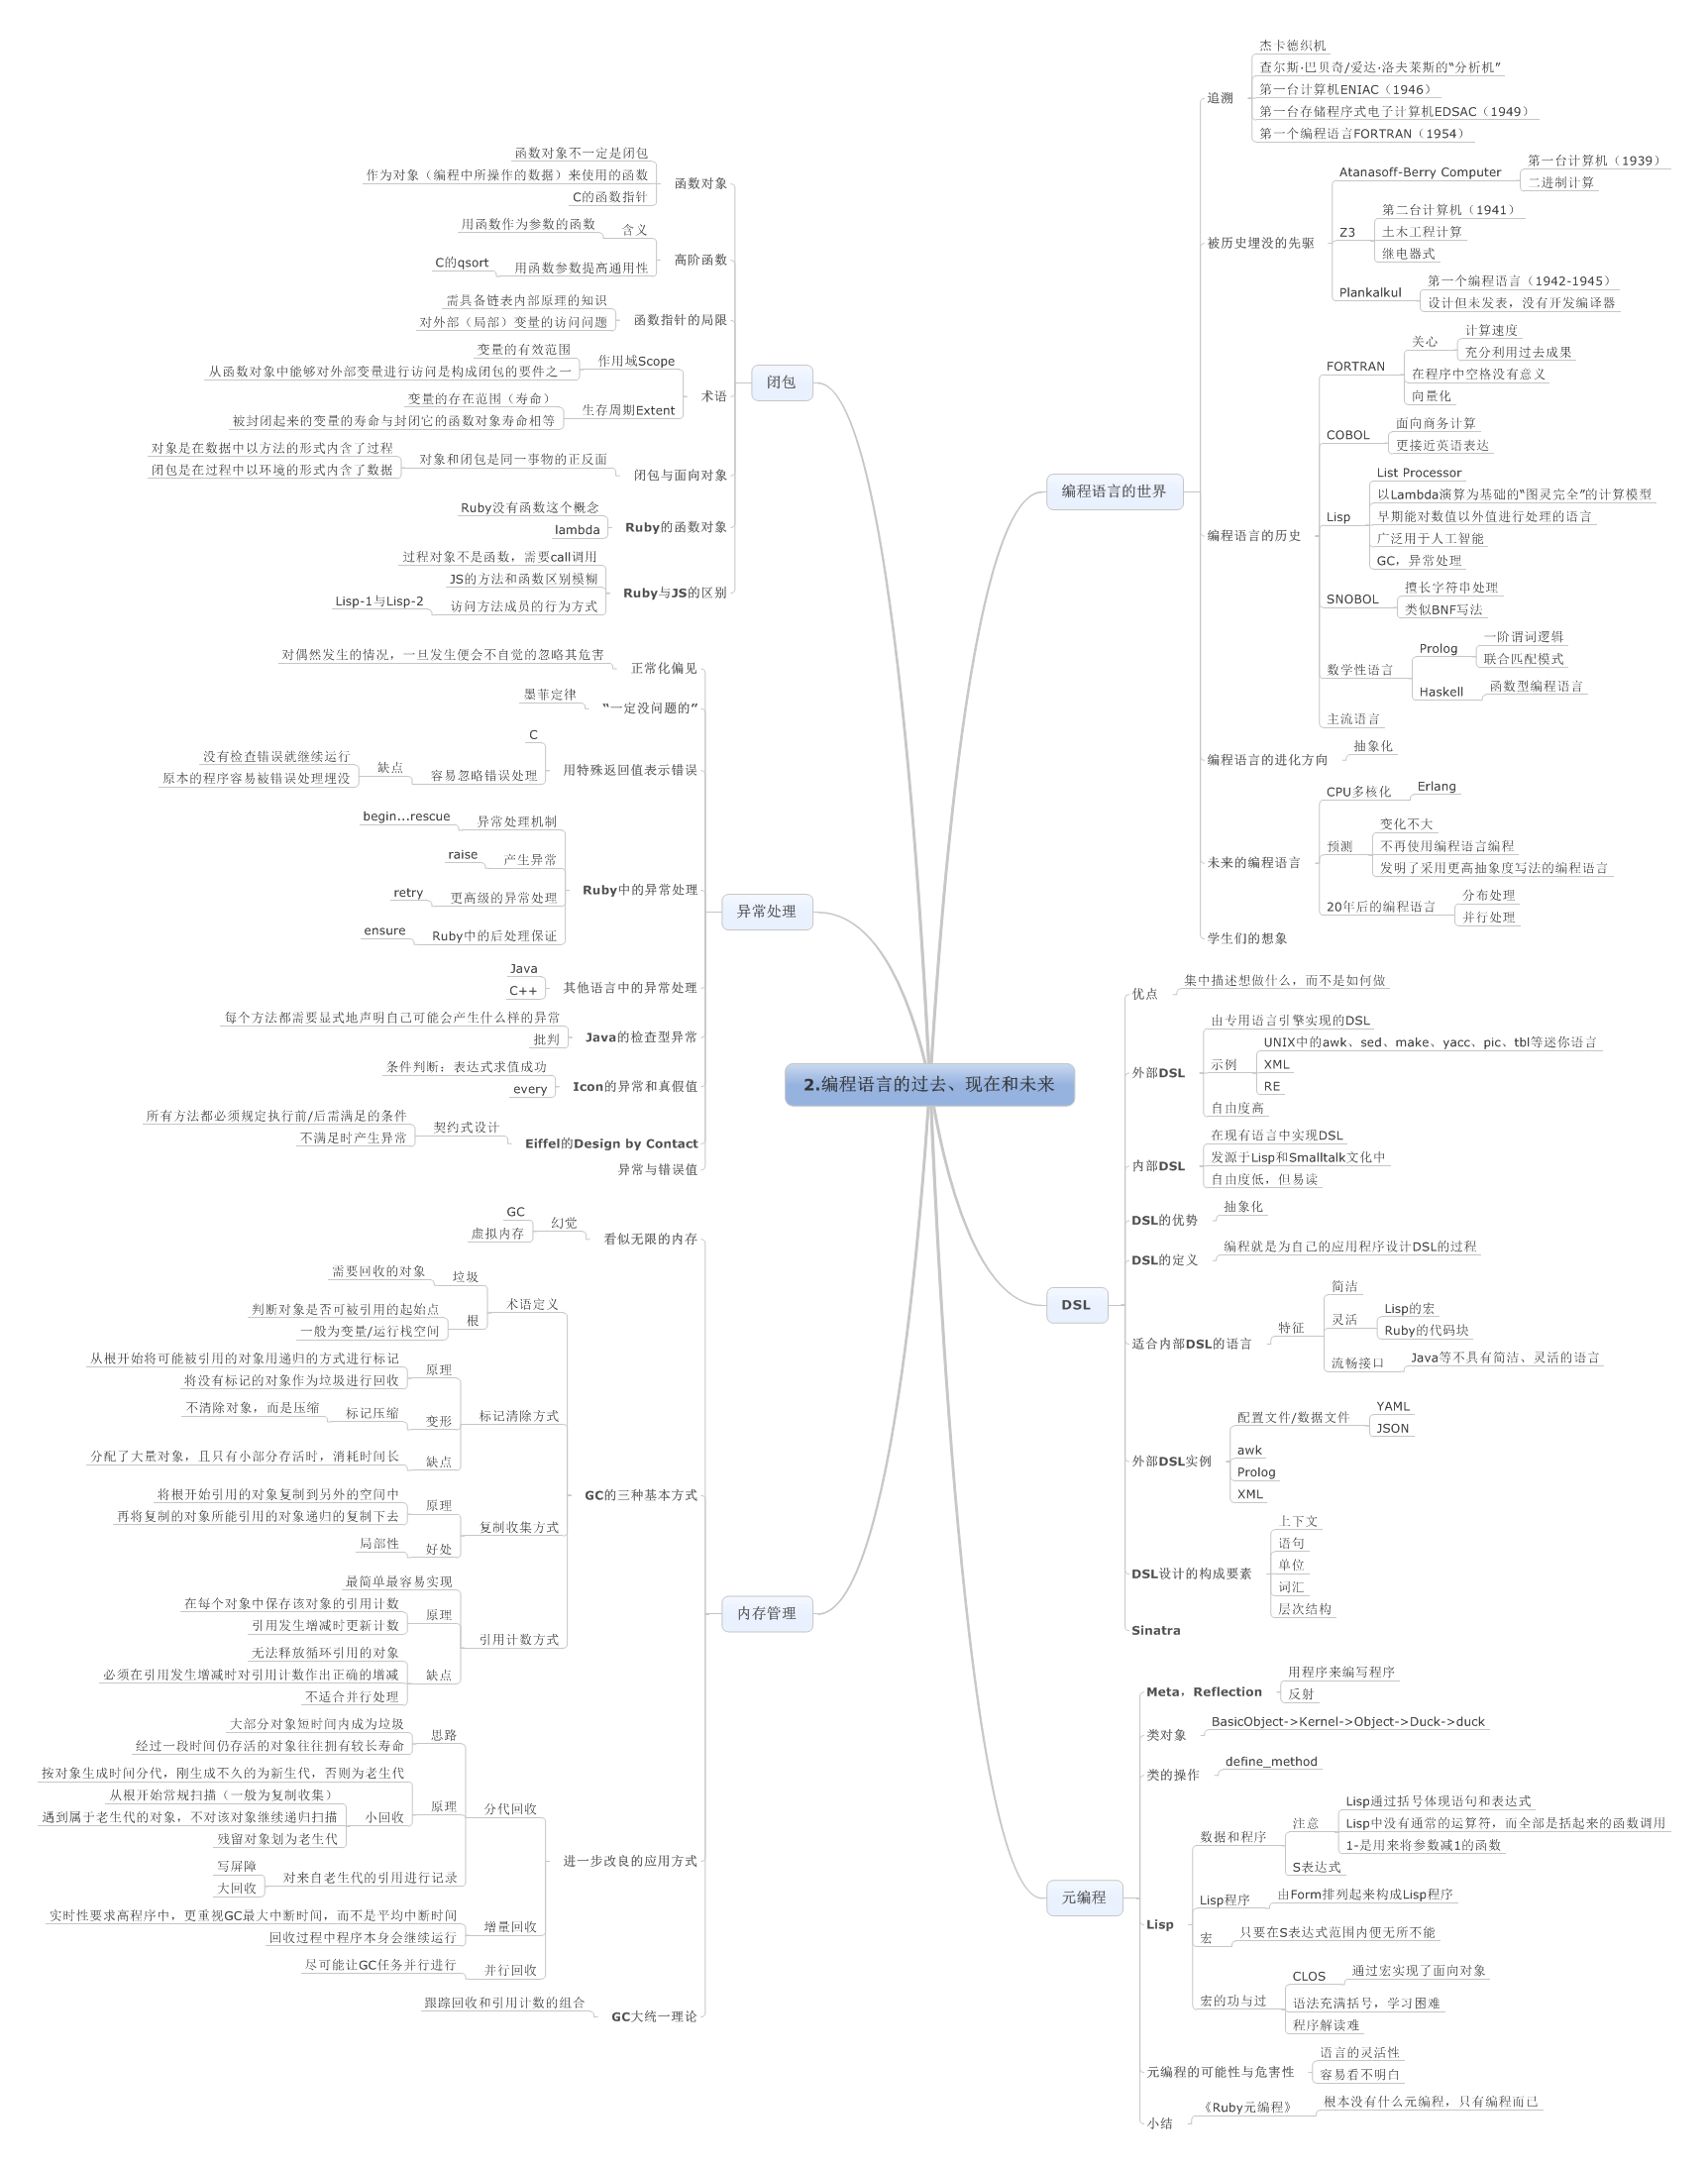 2.编程语言的过去、现在和未来
编程语言的世界
追溯
杰卡德织机
查尔斯·巴贝奇/爱达·洛夫莱斯的“分析机”
第一台计算机ENIAC（1946）
第一台存储程序式电子计算机EDSAC（1949）
第一个编程语言FORTRAN（1954）
被历史埋没的先驱
Atanasoff-Berry Computer
第一台计算机（1939）
二进制计算
Z3
第二台计算机（1941）
土木工程计算
继电器式
Plankalkul
第一个编程语言（1942-1945）
设计但未发表，没有开发编译器
编程语言的历史
FORTRAN
关心
计算速度
充分利用过去成果
在程序中空格没有意义
向量化
COBOL
面向商务计算
更接近英语表达
Lisp
List Processor
以Lambda演算为基础的“图灵完全”的计算模型
早期能对数值以外值进行处理的语言
广泛用于人工智能
GC，异常处理
SNOBOL
擅长字符串处理
类似BNF写法
数学性语言
Prolog
一阶谓词逻辑
联合匹配模式
Haskell
函数型编程语言
主流语言
编程语言的进化方向
抽象化
未来的编程语言
CPU多核化
Erlang
预测
变化不大
不再使用编程语言编程
发明了采用更高抽象度写法的编程语言
20年后的编程语言
分布处理
并行处理
学生们的想象
DSL
优点
集中描述想做什么，而不是如何做
外部DSL
由专用语言引擎实现的DSL
示例
UNIX中的awk、sed、make、yacc、pic、tbl等迷你语言
XML
RE
自由度高
内部DSL
在现有语言中实现DSL
发源于Lisp和Smalltalk文化中
自由度低，但易读
DSL的优势
抽象化
DSL的定义
编程就是为自己的应用程序设计DSL的过程
适合内部DSL的语言
特征
简洁
灵活
Lisp的宏
Ruby的代码块
流畅接口
Java等不具有简洁、灵活的语言
外部DSL实例
配置文件/数据文件
YAML
JSON
awk
Prolog
XML
DSL设计的构成要素
上下文
语句
单位
词汇
层次结构
Sinatra
元编程
Meta，Reflection
用程序来编写程序
反射
类对象
BasicObject->Kernel->Object->Duck->duck
类的操作
define_method
Lisp
数据和程序
注意
Lisp通过括号体现语句和表达式
Lisp中没有通常的运算符，而全部是括起来的函数调用
1-是用来将参数减1的函数
S表达式
Lisp程序
由Form排列起来构成Lisp程序
宏
只要在S表达式范围内便无所不能
宏的功与过
CLOS
通过宏实现了面向对象
语法充满括号，学习困难
程序解读难
元编程的可能性与危害性
语言的灵活性
容易看不明白
小结
《Ruby元编程》
根本没有什么元编程，只有编程而已
闭包
函数对象
函数对象不一定是闭包
作为对象（编程中所操作的数据）来使用的函数
C的函数指针
高阶函数
含义
用函数作为参数的函数
用函数参数提高通用性
C的qsort
函数指针的局限
需具备链表内部原理的知识
对外部（局部）变量的访问问题
术语
作用域Scope
变量的有效范围
从函数对象中能够对外部变量进行访问是构成闭包的要件之一
生存周期Extent
变量的存在范围（寿命）
被封闭起来的变量的寿命与封闭它的函数对象寿命相等
闭包与面向对象
对象和闭包是同一事物的正反面
对象是在数据中以方法的形式内含了过程
闭包是在过程中以环境的形式内含了数据
Ruby的函数对象
Ruby没有函数这个概念
lambda
Ruby与JS的区别
过程对象不是函数，需要call调用
JS的方法和函数区别模糊
访问方法成员的行为方式
Lisp-1与Lisp-2
异常处理
正常化偏见
对偶然发生的情况，一旦发生便会不自觉的忽略其危害
“一定没问题的”
墨菲定律
用特殊返回值表示错误
C
容易忽略错误处理
缺点
没有检查错误就继续运行
原本的程序容易被错误处理埋没
Ruby中的异常处理
异常处理机制
begin...rescue
产生异常
raise
更高级的异常处理
retry
Ruby中的后处理保证
ensure
其他语言中的异常处理
Java
C++
Java的检查型异常
每个方法都需要显式地声明自己可能会产生什么样的异常
批判
Icon的异常和真假值
条件判断：表达式求值成功
every
Eiffel的Design by Contact
契约式设计
所有方法都必须规定执行前/后需满足的条件
不满足时产生异常
异常与错误值
内存管理
看似无限的内存
幻觉
GC
虚拟内存
GC的三种基本方式
术语定义
垃圾
需要回收的对象
根
判断对象是否可被引用的起始点
一般为变量/运行栈空间
标记清除方式
原理
从根开始将可能被引用的对象用递归的方式进行标记
将没有标记的对象作为垃圾进行回收
变形
标记压缩
不清除对象，而是压缩
缺点
分配了大量对象，且只有小部分存活时，消耗时间长
复制收集方式
原理
将根开始引用的对象复制到另外的空间中
再将复制的对象所能引用的对象递归的复制下去
好处
局部性
引用计数方式
最简单最容易实现
原理
在每个对象中保存该对象的引用计数
引用发生增减时更新计数
缺点
无法释放循环引用的对象
必须在引用发生增减时对引用计数作出正确的增减
不适合并行处理
进一步改良的应用方式
分代回收
思路
大部分对象短时间内成为垃圾
经过一段时间仍存活的对象往往拥有较长寿命
原理
按对象生成时间分代，刚生成不久的为新生代，否则为老生代
小回收
从根开始常规扫描（一般为复制收集）
遇到属于老生代的对象，不对该对象继续递归扫描
残留对象划为老生代
对来自老生代的引用进行记录
写屏障
大回收
增量回收
实时性要求高程序中，更重视GC最大中断时间，而不是平均中断时间
回收过程中程序本身会继续运行
并行回收
尽可能让GC任务并行进行
GC大统一理论
跟踪回收和引用计数的组合